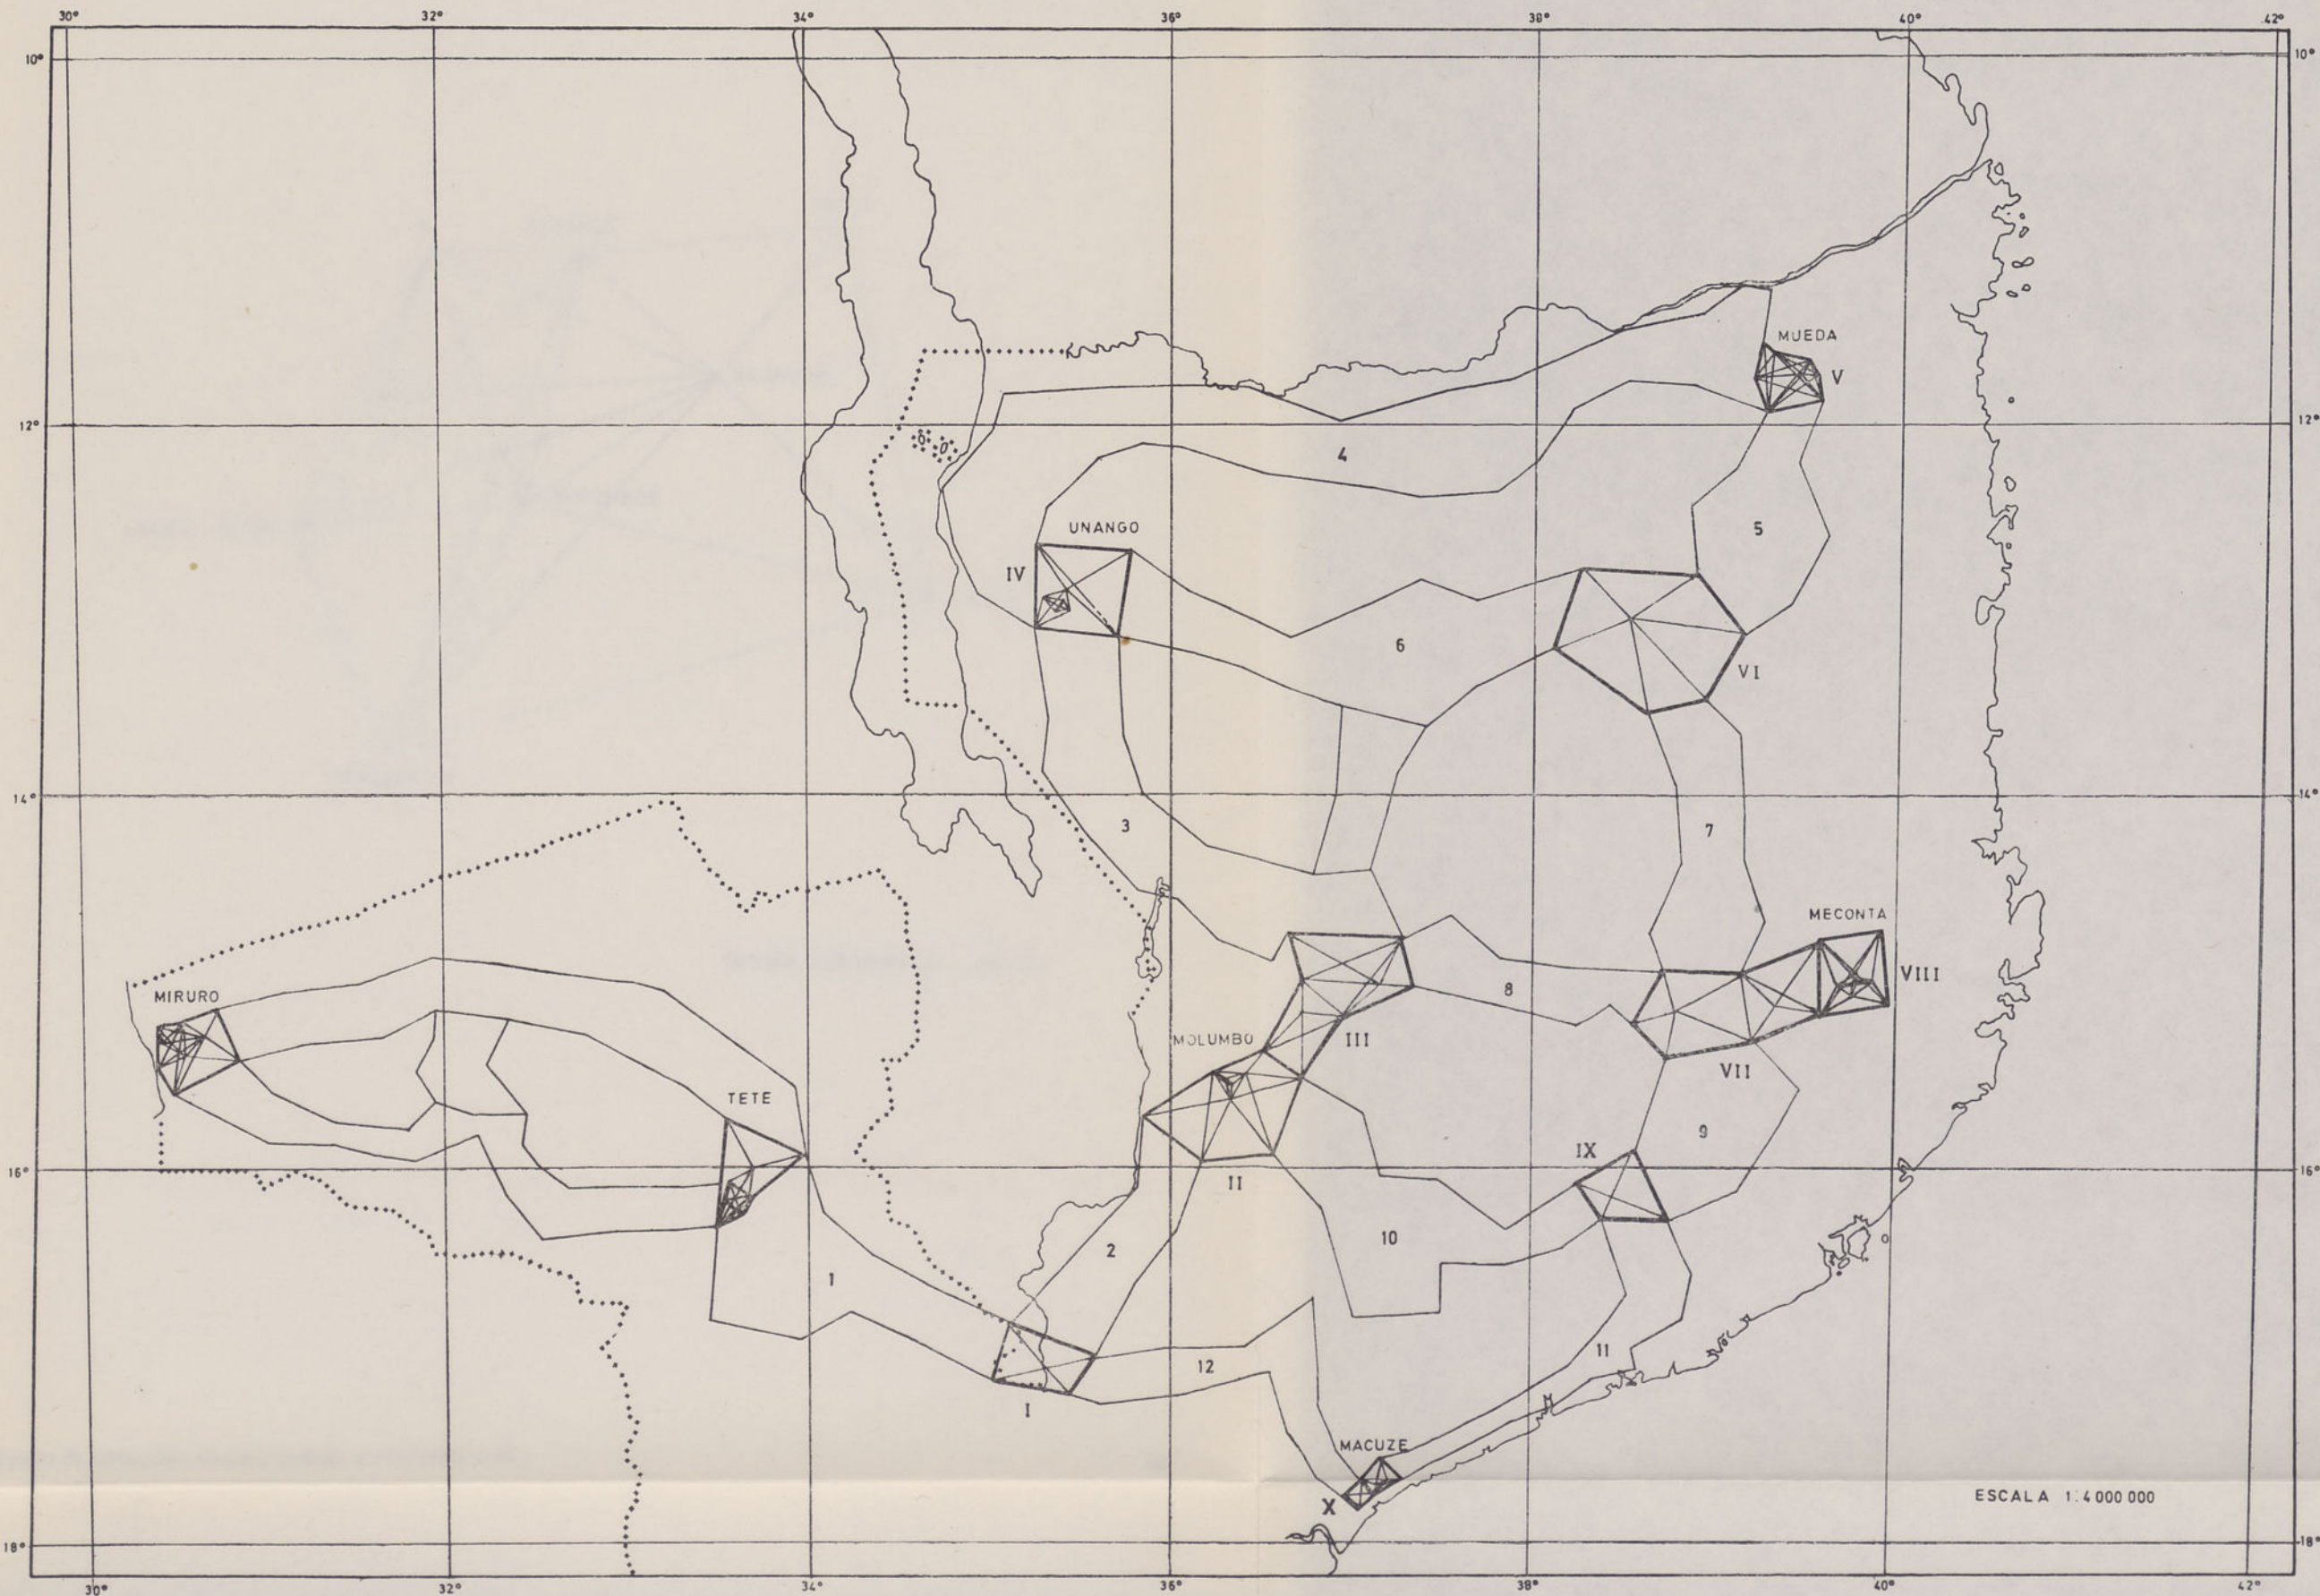 30° 32° 34° 36° 38° 40° 42°
10° 10°
MUEDA
V
12° 12°
4
UNANGO
5
IV
6
VI
14° 14°
3
7
MECONTA
VIII
8
MIRURO
MOLUMBO
III
VII
TETE
9
IX
16° 16°
II
10
2
1
11
12
I
MACUZE
X
ESCALA 1:4 000 000
18° 18°
30° 32° 34° 36° 38° 40° 42°